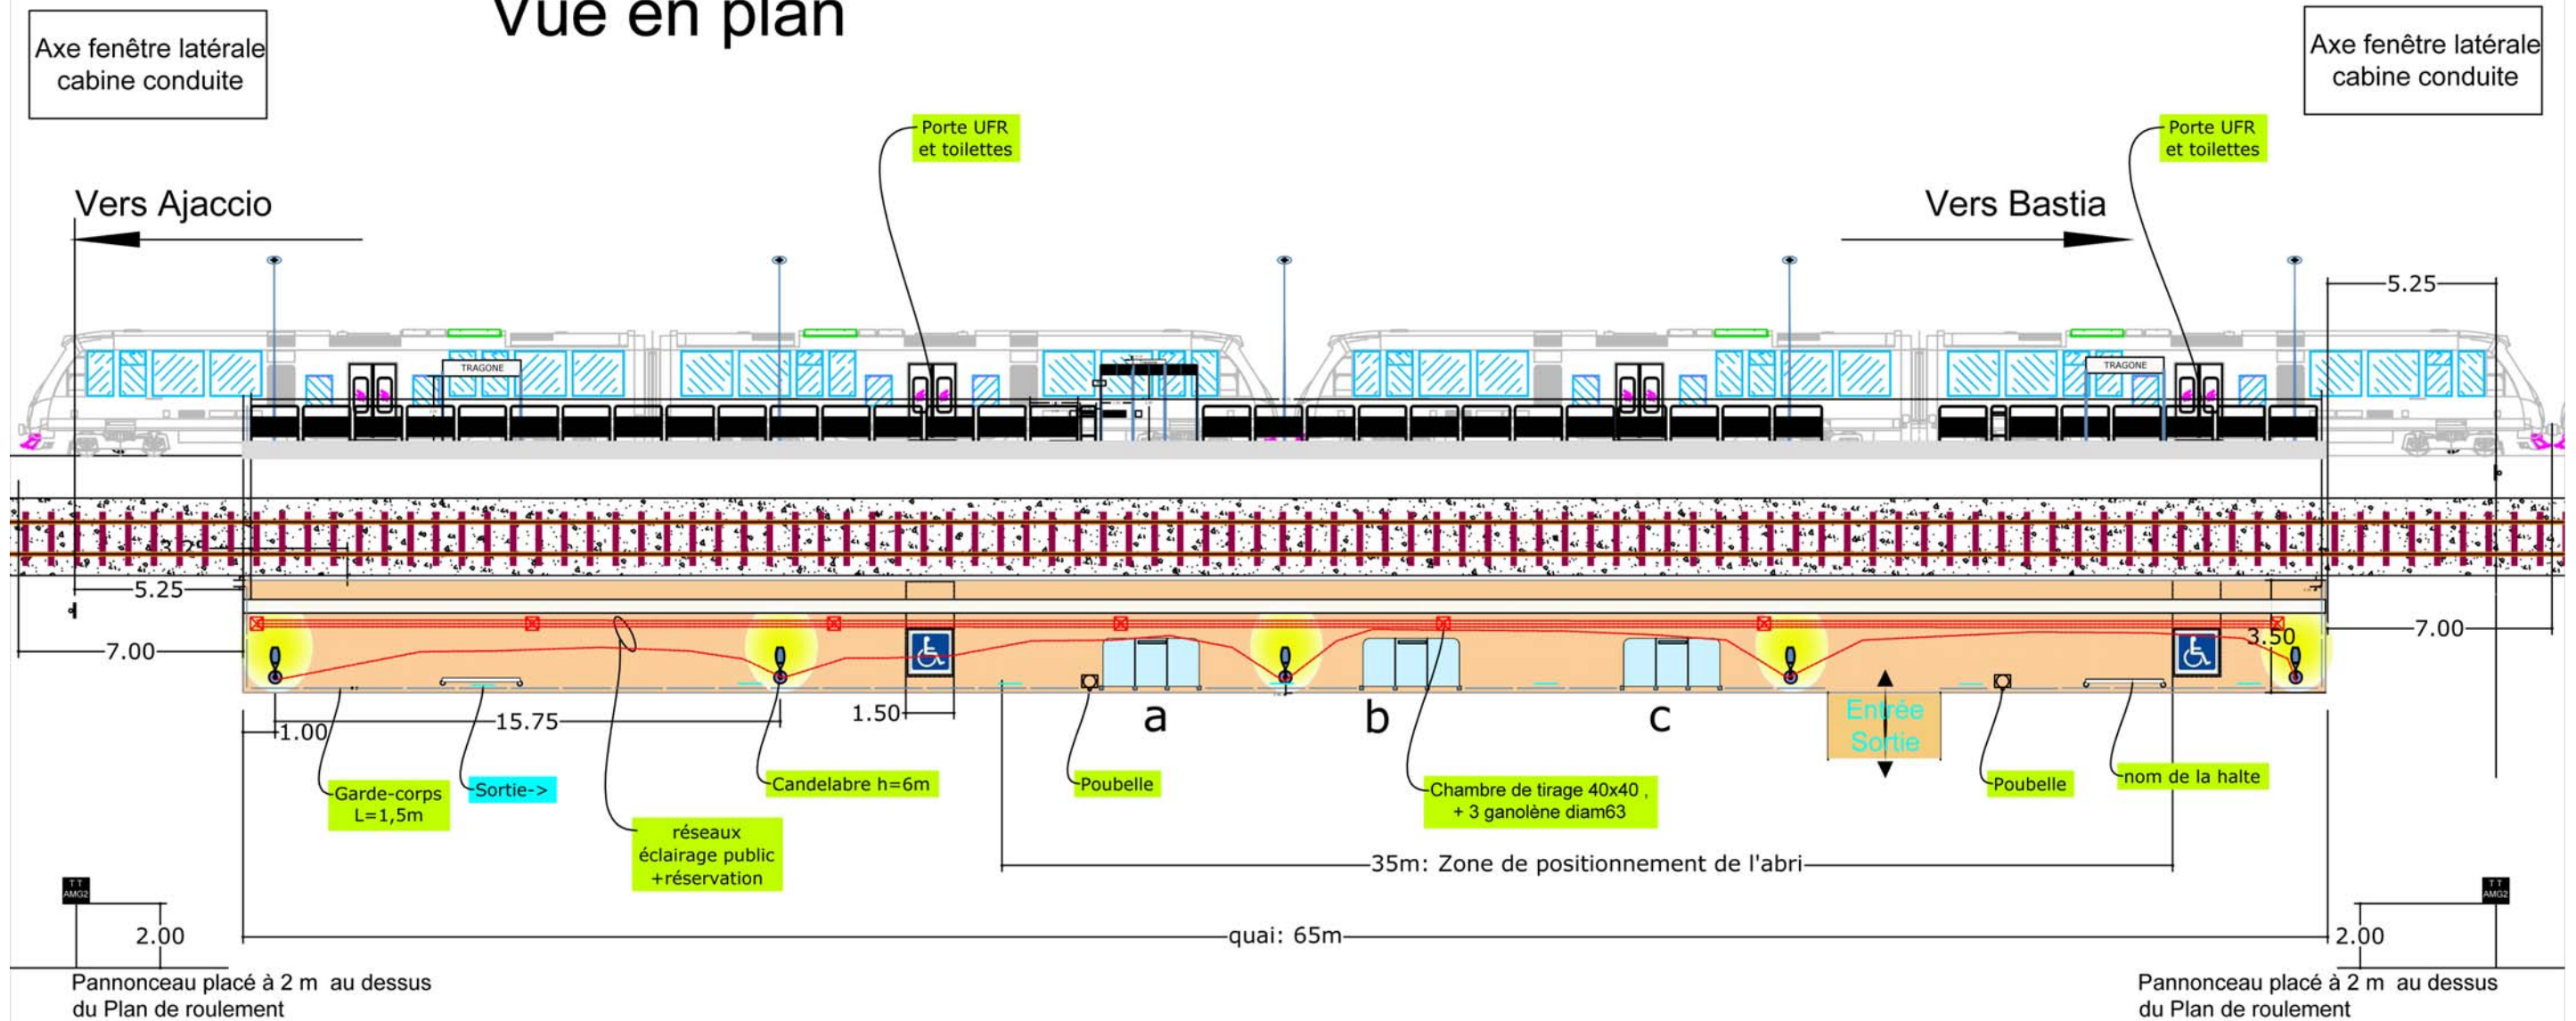 Vue en plan
Axe fenêtre latérale
cabine conduite
Axe fenêtre latérale
cabine conduite
Porte UFR
et toilettes
Porte UFR
et toilettes
Vers Ajaccio
Vers Bastia
5.25
TRAGONE
TRAGONE
5.25
7.00
3.50
7.00
1.00
15.75
1.50
a
b
c
Entrée
Sortie
Garde-corps
L=1,5m
Sortie->
réseaux
éclairage public
+réservation
Candelabre h=6m
Poubelle
Chambre de tirage 40x40 ,
+ 3 ganolène diam63
Poubelle
nom de la halte
35m: Zone de positionnement de l'abri
quai: 65m
T T
AMG2
2.00
Pannonceau placé à 2 m au dessus
du Plan de roulement
T T
AMG2
2.00
Pannonceau placé à 2 m au dessus
du Plan de roulement